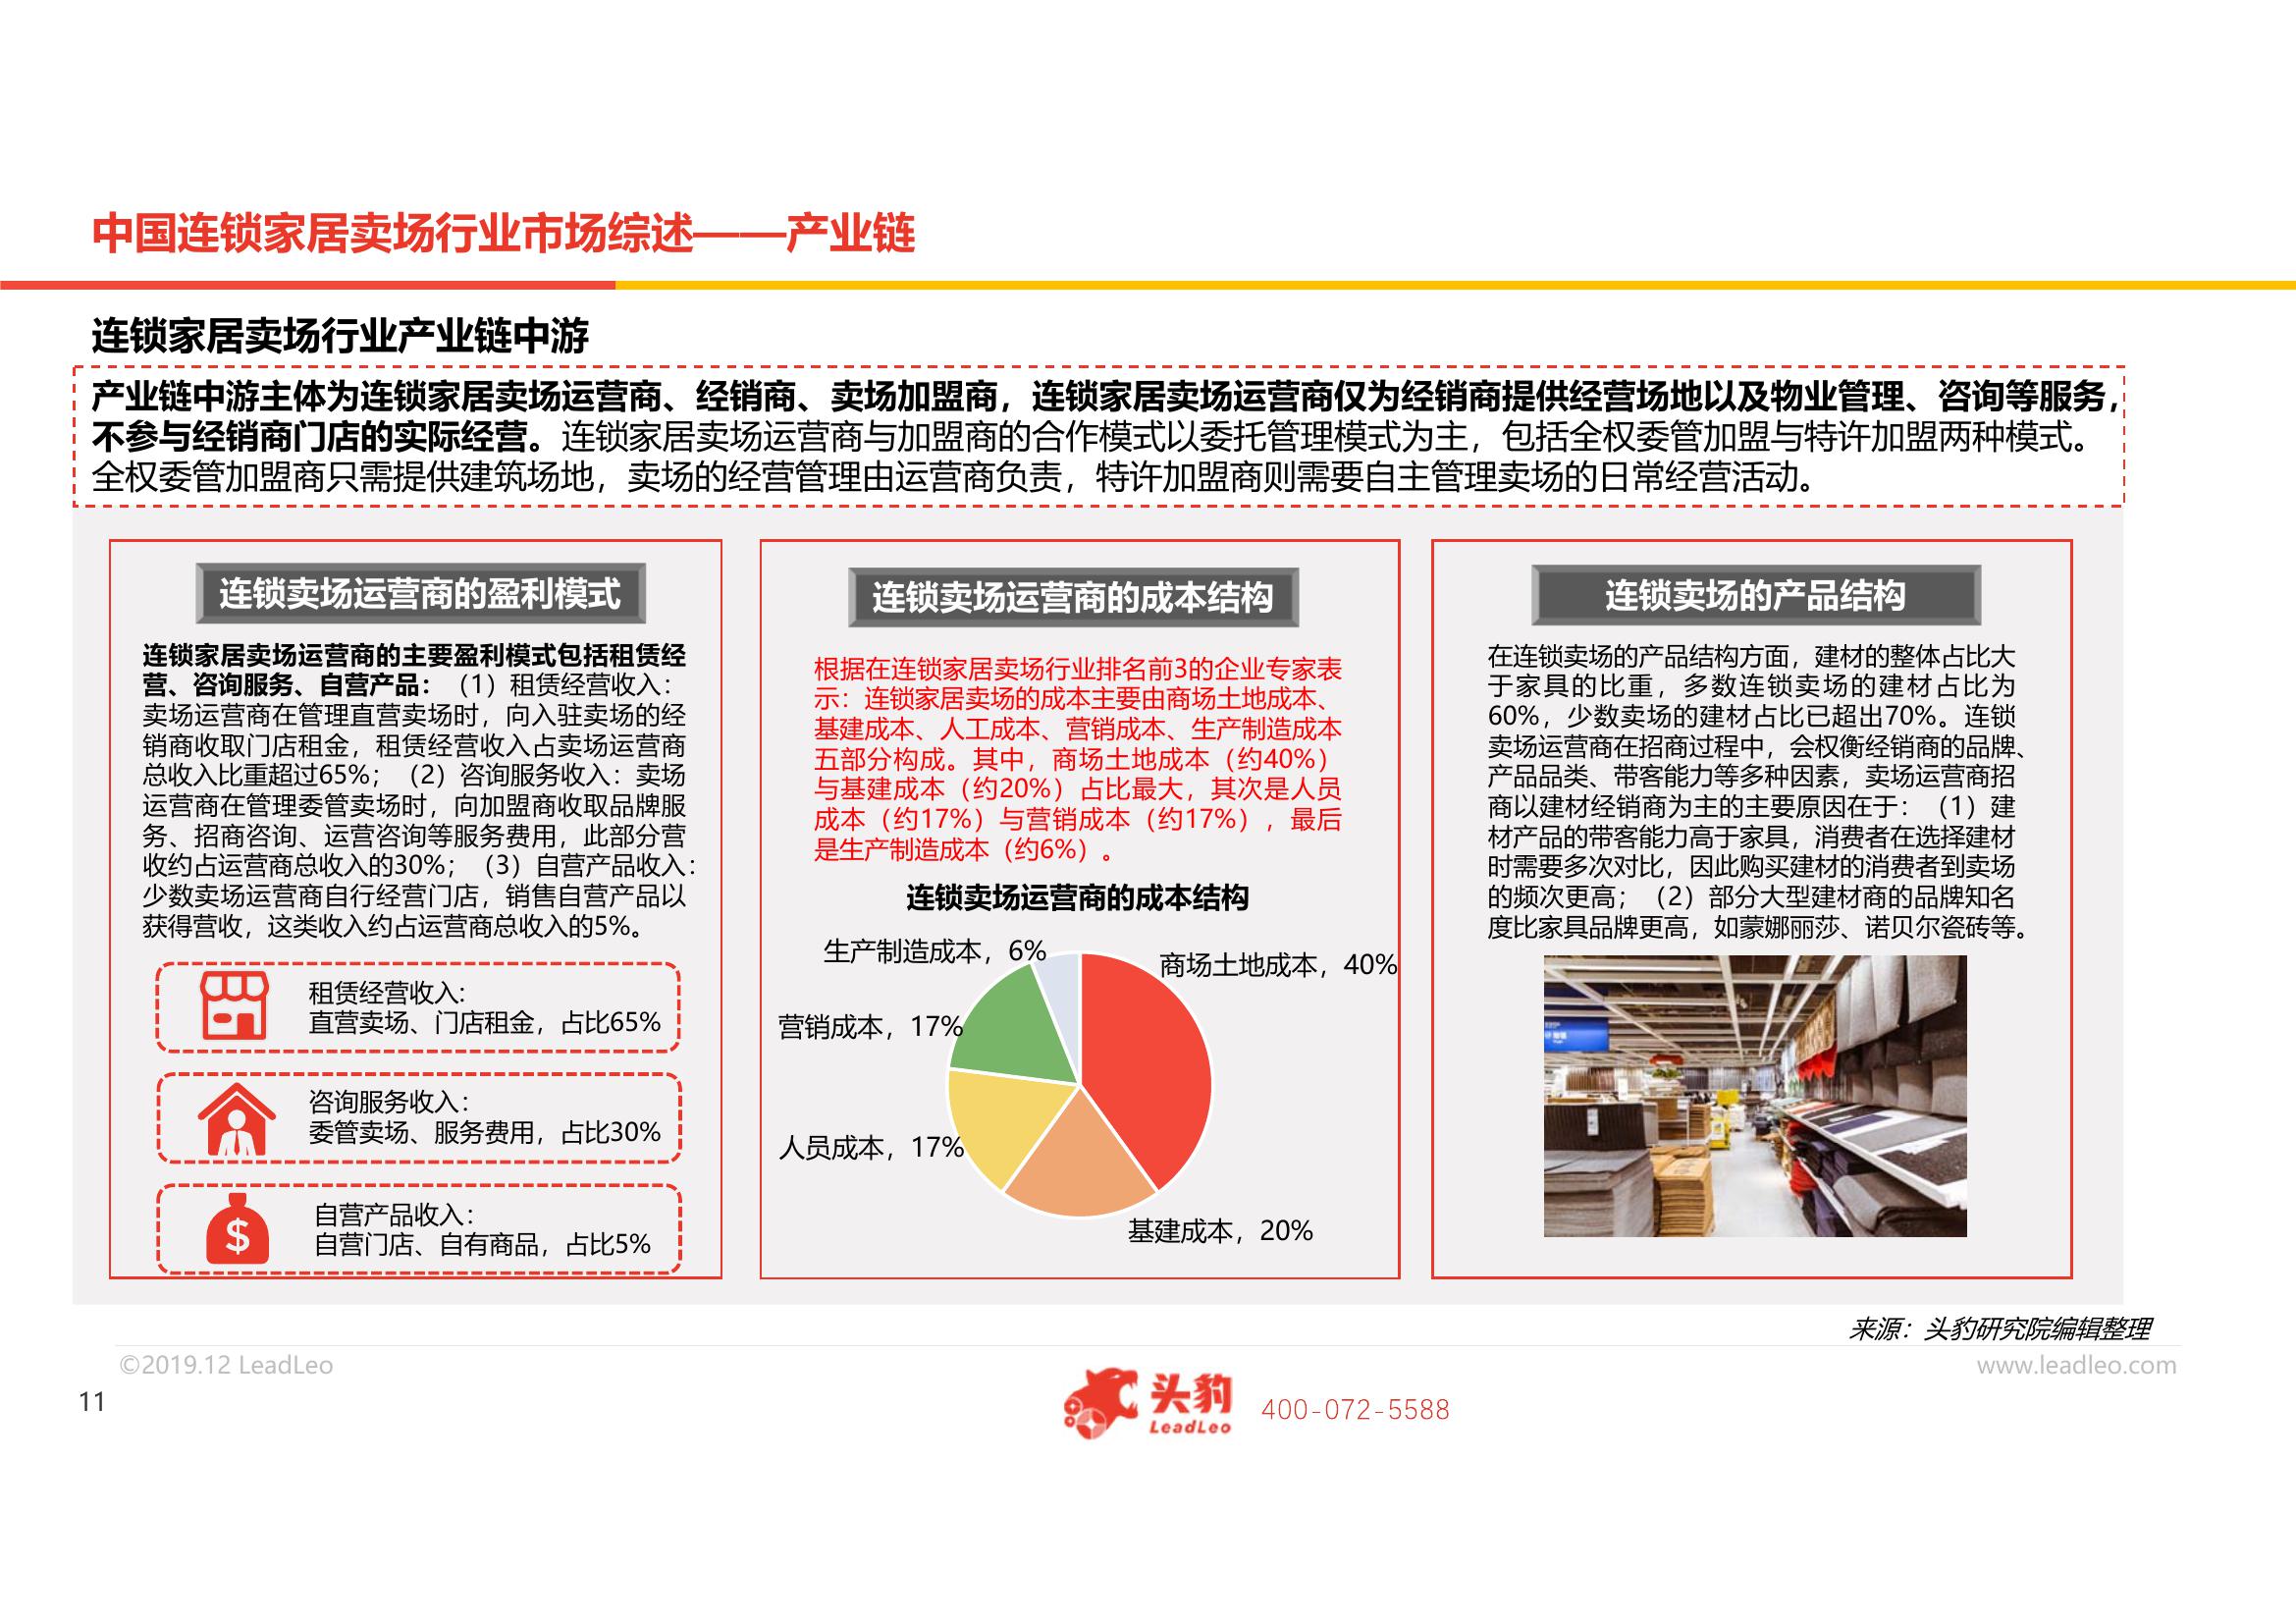 中国连锁家居卖场行业市场综述——产业链
连锁家居卖场行业产业链中游
产业链中游主体为连锁家居卖场运营商、经销商、卖场加盟商，连锁家居卖场运营商仅为经销商提供经营场地以及物业管理、咨询等服务，
不参与经销商门店的实际经营。连锁家居卖场运营商与加盟商的合作模式以委托管理模式为主，包括全权委管加盟与特许加盟两种模式。
全权委管加盟商只需提供建筑场地，卖场的经营管理由运营商负责，特许加盟商则需要自主管理卖场的日常经营活动。
连锁卖场运营商的盈利模式
连锁家居卖场运营商的主要盈利模式包括租赁经
营、咨询服务、自营产品：（1）租赁经营收入：
卖场运营商在管理直营卖场时，向入驻卖场的经
销商收取门店租金，租赁经营收入占卖场运营商
总收入比重超过65%；（2）咨询服务收入：卖场
运营商在管理委管卖场时，向加盟商收取品牌服
务、招商咨询、运营咨询等服务费用，此部分营
收约占运营商总收入的30%；（3）自营产品收入：
少数卖场运营商自行经营门店，销售自营产品以
获得营收，这类收入约占运营商总收入的5%。
租赁经营收入：
直营卖场、门店租金，占比65%
咨询服务收入：
委管卖场、服务费用，占比30%
$
自营产品收入：
自营门店、自有商品，占比5%
连锁卖场运营商的成本结构
根据在连锁家居卖场行业排名前3的企业专家表
示：连锁家居卖场的成本主要由商场土地成本、
基建成本、人工成本、营销成本、生产制造成本
五部分构成。其中，商场土地成本（约40%）
与基建成本（约20%）占比最大，其次是人员
成本（约17%）与营销成本（约17%），最后
是生产制造成本（约6%）。
连锁卖场运营商的成本结构
生产制造成本，6%
商场土地成本，40%
营销成本，17%
人员成本，17%
基建成本，20%
连锁卖场的产品结构
在连锁卖场的产品结构方面，建材的整体占比大
于家具的比重，多数连锁卖场的建材占比为
60%，少数卖场的建材占比已超出70%。连锁
卖场运营商在招商过程中，会权衡经销商的品牌、
产品品类、带客能力等多种因素，卖场运营商招
商以建材经销商为主的主要原因在于：（1）建
材产品的带客能力高于家具，消费者在选择建材
时需要多次对比，因此购买建材的消费者到卖场
的频次更高；（2）部分大型建材商的品牌知名
度比家具品牌更高，如蒙娜丽莎、诺贝尔瓷砖等。
来源：头豹研究院编辑整理
©2019.12 LeadLeo
www.leadleo.com
11
头豹
LeadLeo
400-072-5588